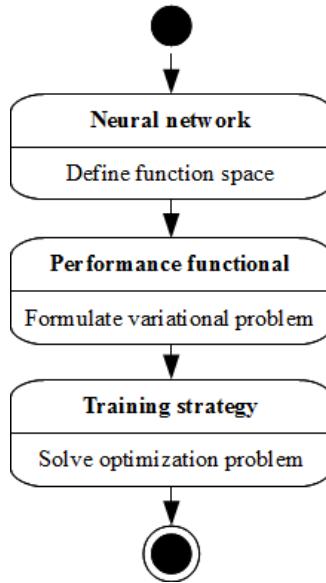 Neural network
Define function space
Performance functional
Formulate variational problem
Training strategy
Solve optimization problem